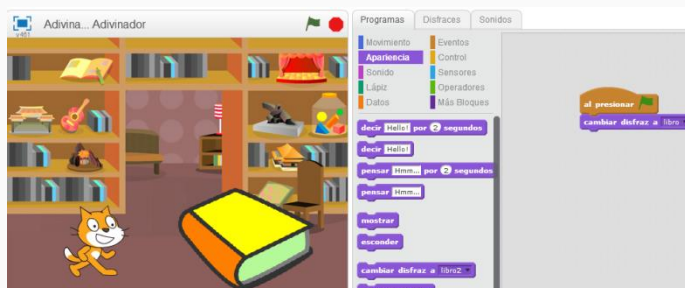 Adivina... Adivinador
v461
Programas Disfraces Sonidos
Movimiento Eventos
Apariencia Control
Sonido Sensores
Lápiz Operadores
Datos Más Bloques
decir Hello! por 2 segundos
decir Hello!
pensar Hmm... por 2 segundos
pensar Hmm...
mostrar
esconder
cambiar disfraz a libro2
al presionar
cambiar disfraz a libro